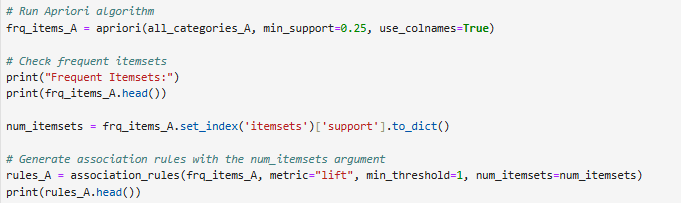 # Run Apriori algorithm
frq_items_A = apriori(all_categories_A, min_support=0.25, use_colnames=True)
# Check frequent itemsets
print("Frequent Itemsets:")
print(frq_items_A.head())
num_itemsets = frq_items_A.set_index('itemsets')['support'].to_dict()
# Generate association rules with the num_itemsets argument
rules_A = association_rules(frq_items_A, metric="lift", min_threshold=1, num_itemsets=num_itemsets)
print(rules_A.head())